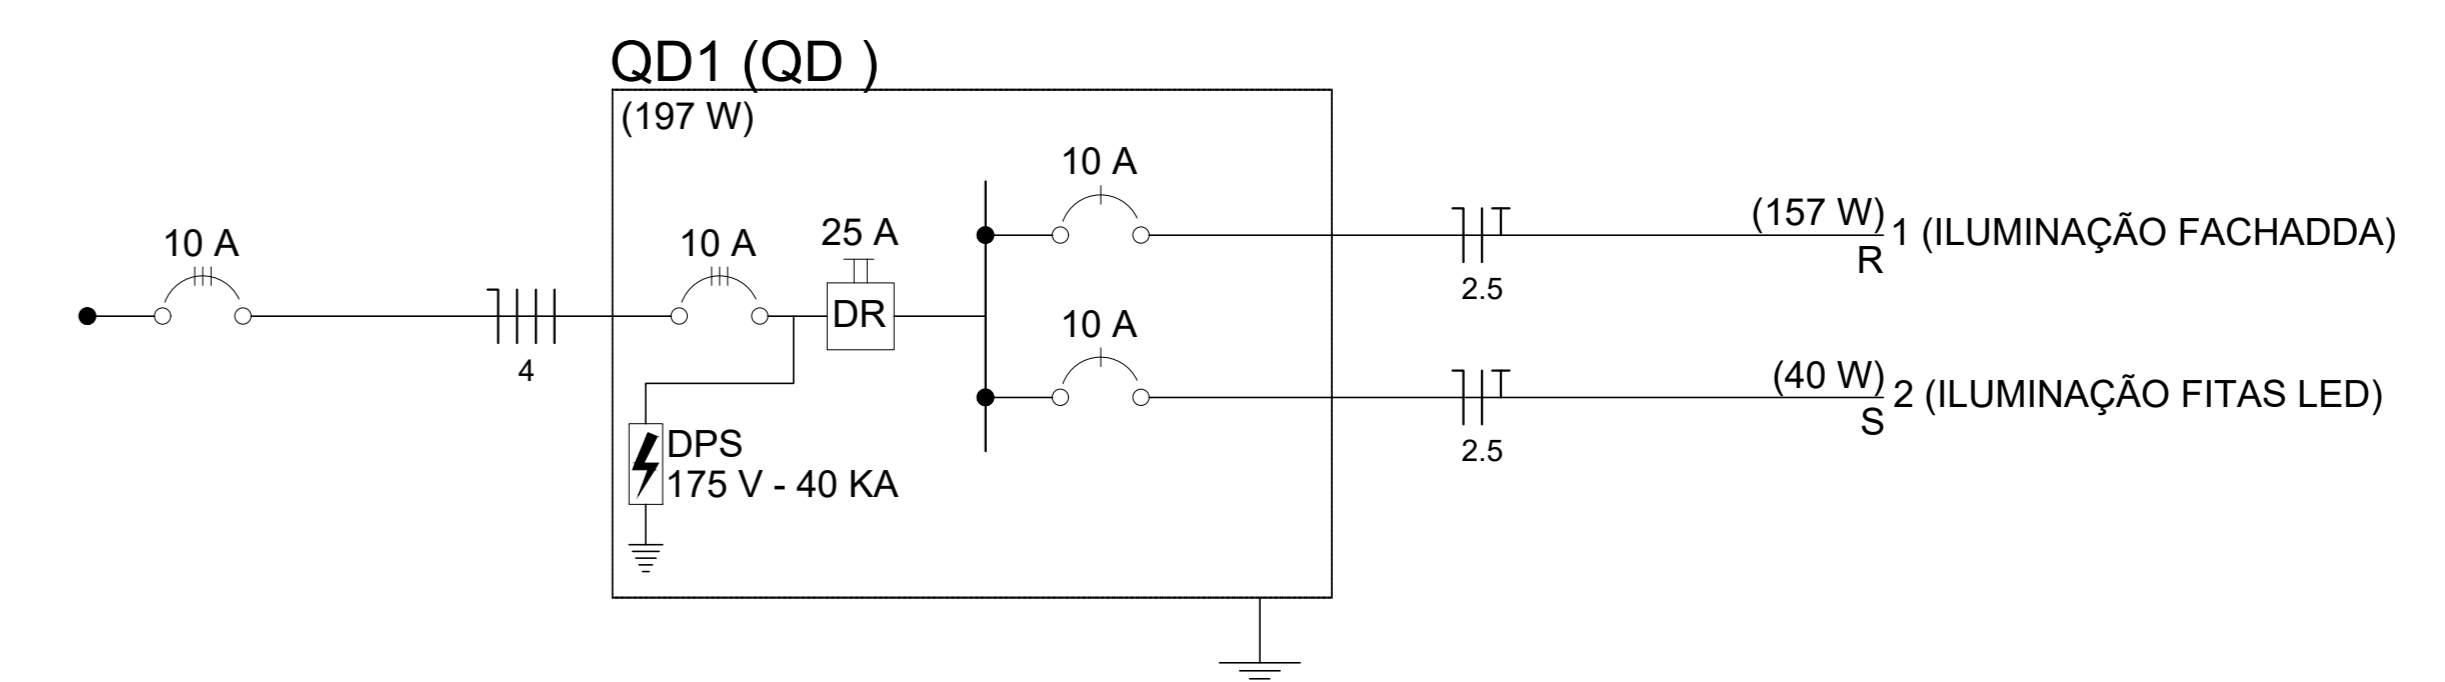 QD1 (QD )
(197 W)
10 A
4
10 A
25 A
DR
DPS
175 V - 40 KA
10 A
2.5
(157 W)
R
1 (ILUMINAÇÃO FACHADDA)
10 A
2.5
(40 W)
S
2 (ILUMINAÇÃO FITAS LED)